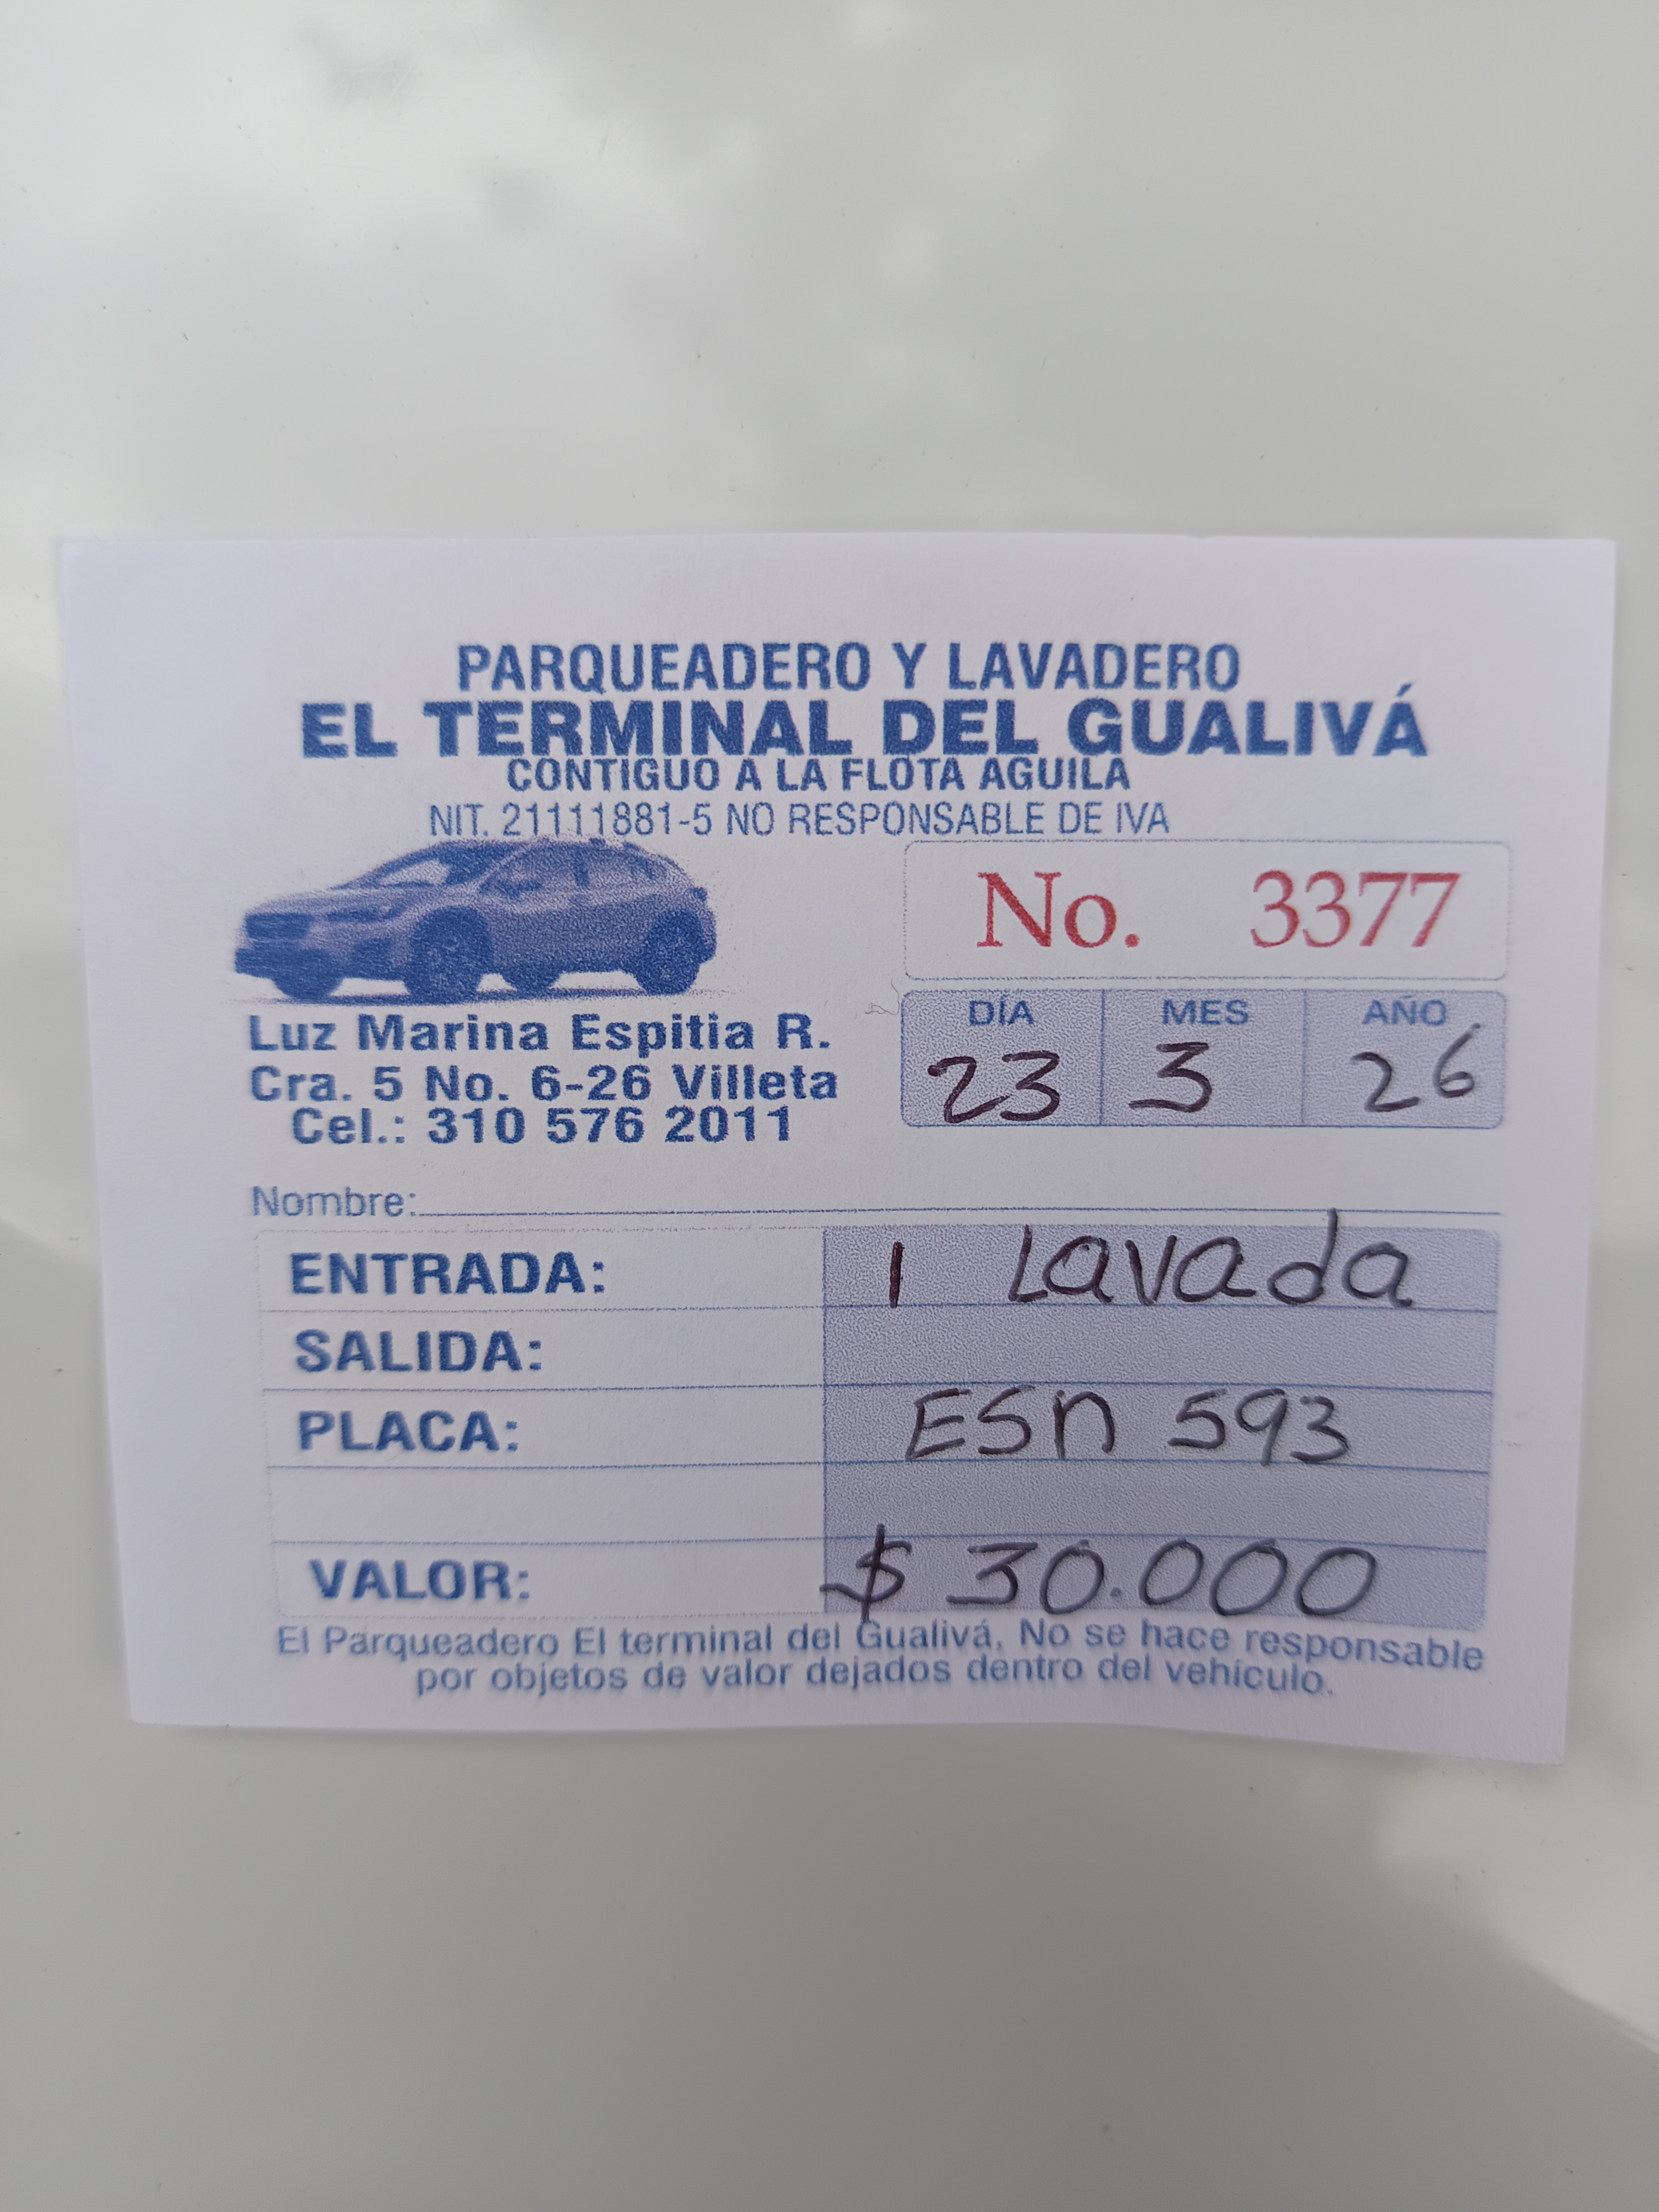 PARQUEADERO Y LAVADERO
EL TERMINAL DEL GUALIVÁ
CONTIGUO A LA FLOTA AGUILA
NIT. 21111881-5 NO RESPONSABLE DE IVA
No. 3377
Luz Marina Espitia R.
Cra. 5 No. 6-26 Villeta
Cel.: 310 576 2011
DÍA MES AÑO
23 3 26
Nombre:
ENTRADA: 1 Lavada
SALIDA:
PLACA: ESn 593
VALOR: $ 30.000
El Parqueadero El terminal del Gualivá, No se hace responsable
por objetos de valor dejados dentro del vehículo.